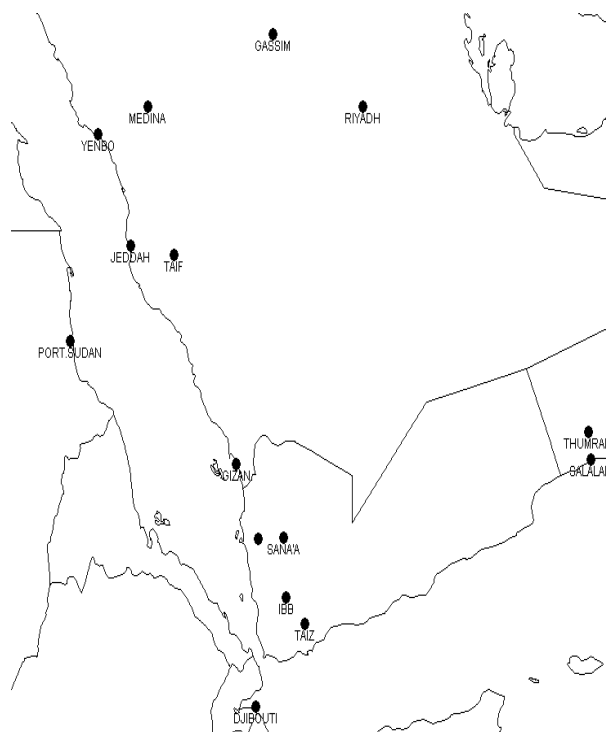 GASSIM
MEDINA
RIYADH
YENBO
JEDDAH
TAIF
PORT.SUDAN
THUMRAI
GIZAN
SALALAH
SANA'A
IBB
TAIZ
DJIBOUTI